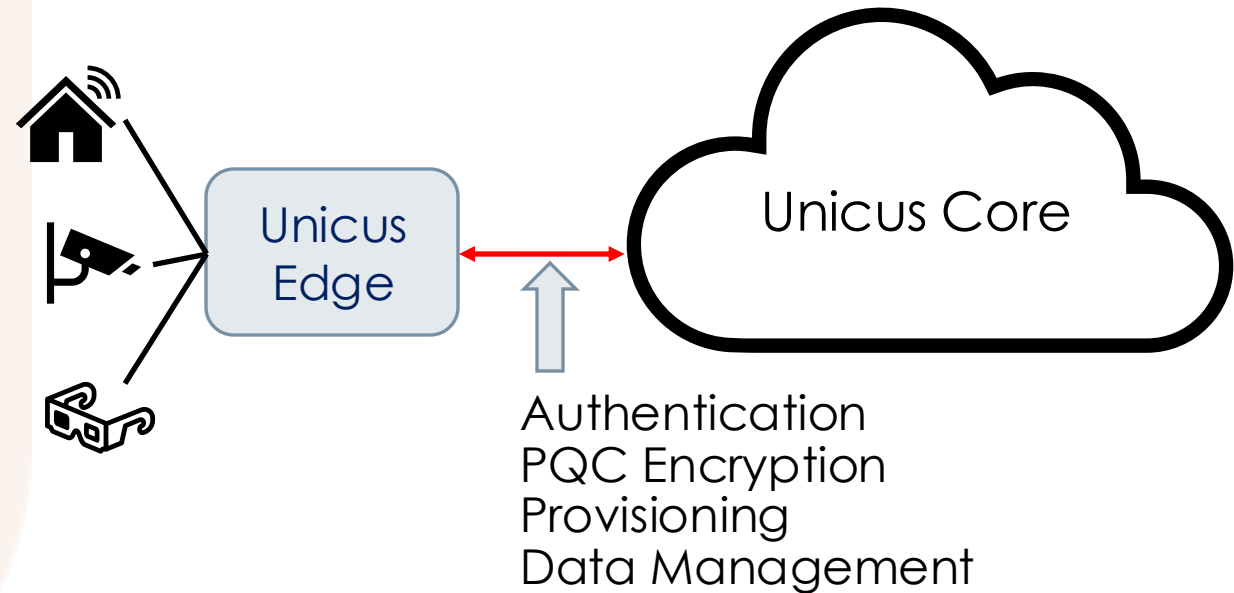 Unicus
Edge
Unicus Core
Authentication
PQC Encryption
Provisioning
Data Management